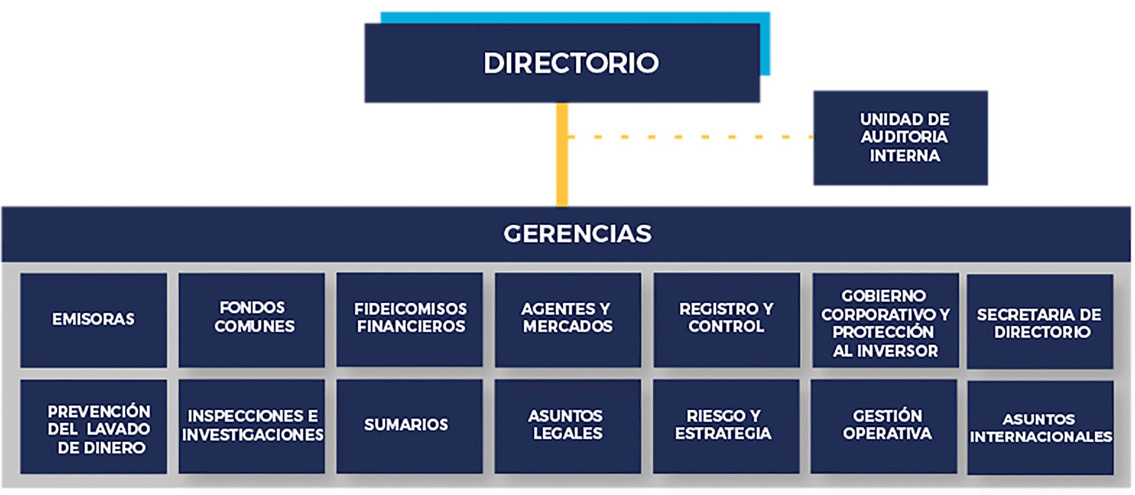 DIRECTORIO
UNIDAD DE
AUDITORIA
INTERNA
GERENCIAS
EMISORAS
FONDOS
COMUNES
FIDEICOMISOS
FINANCIEROS
AGENTES Y
MERCADOS
REGISTRO Y
CONTROL
GOBIERNO
CORPORATIVO Y
PROTECCIÓN
AL INVERSOR
SECRETARIA DE
DIRECTORIO
PREVENCIÓN
DEL LAVADO
DE DINERO
INSPECCIONES E
INVESTIGACIONES
SUMARIOS
ASUNTOS
LEGALES
RIESGO Y
ESTRATEGIA
GESTIÓN
OPERATIVA
ASUNTOS
INTERNACIONALES